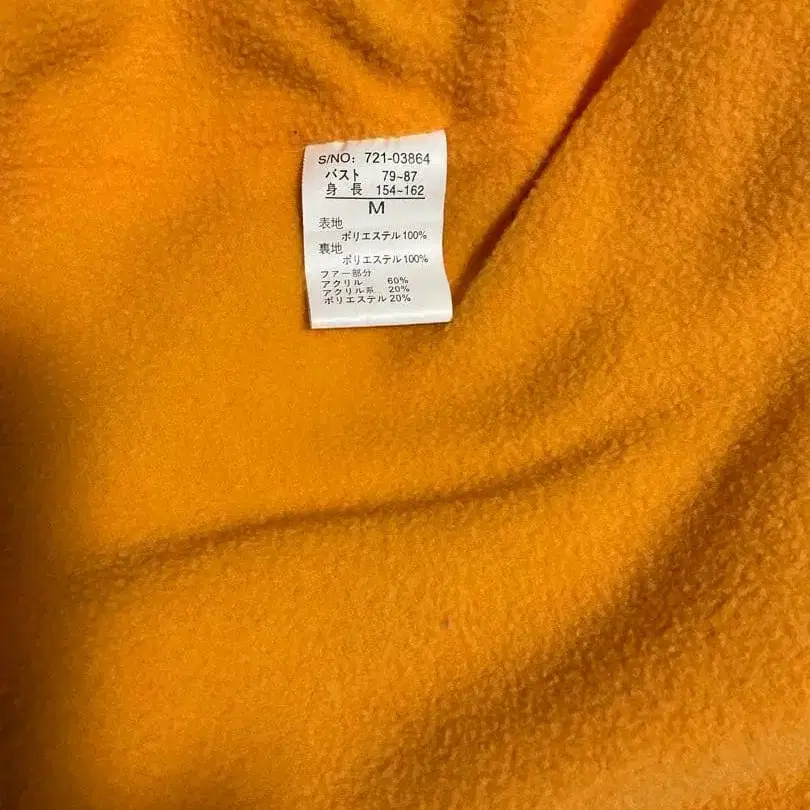 S/NO: 721-03864
バスト 79~87
身長 154~162
M
表地
ポリエステル100%
裏地
ポリエステル100%
ファー部分
アクリル 60%
アクリル系 20%
ポリエステル 20%